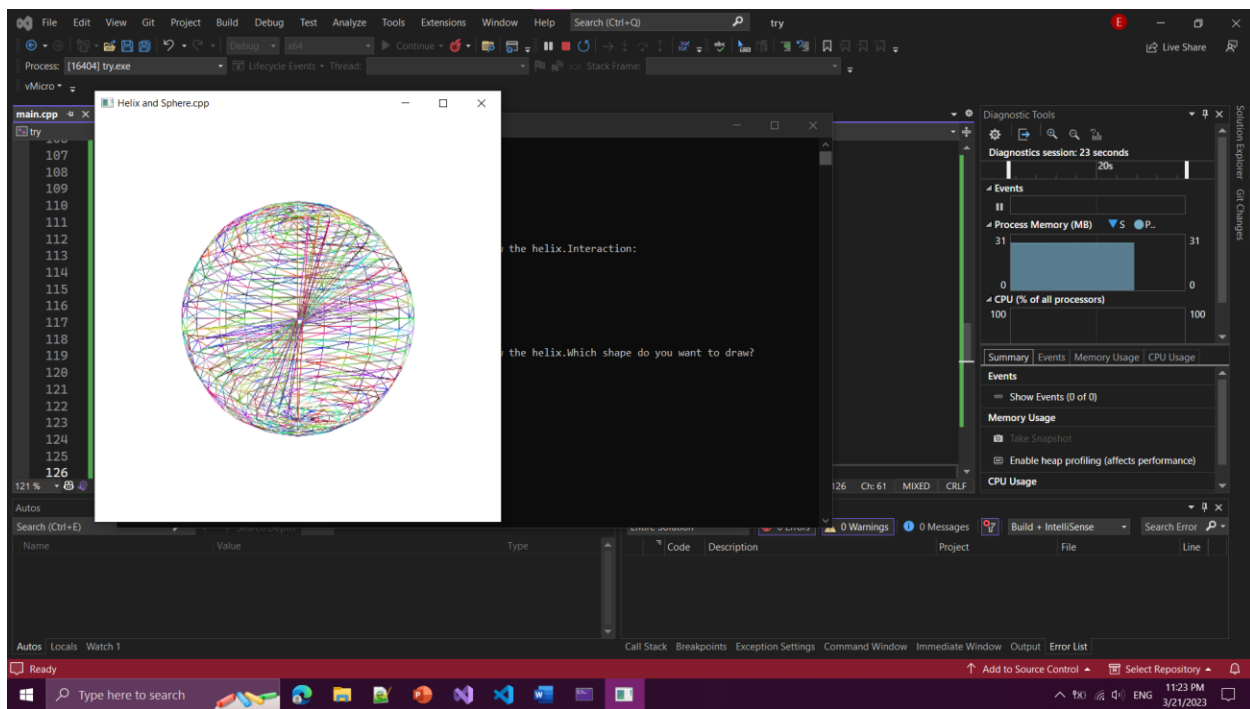 File Edit View Git Project Build Debug Test Analyze Tools Extensions Window Help Search (Ctrl+Q) try E
Debug x64 Continue Live Share
Process: [16404] try.exe Lifecycle Events Thread: Stack Frame:
vMicro
Helix and Sphere.cpp
main.cpp
try
Diagnostic Tools
Diagnostics session: 23 seconds
20s
Events
Process Memory (MB) S P..
31 31
0 0
CPU (% of all processors)
100 100
Summary Events Memory Usage CPU Usage
Events
Show Events (0 of 0)
Memory Usage
Take Snapshot
Enable heap profiling (affects performance)
CPU Usage
Solution Explorer
Git Changes
107
108
109
110
111
112
113
114
115
116
117
118
119
120
121
122
123
124
125
126
the helix.Interaction:
the helix.Which shape do you want to draw?
121 %
126 Ch: 61 MIXED CRLF
Autos
Search (Ctrl+E)
Name Value Type
Entire Solution 0 Errors 0 Warnings 0 Messages Build + IntelliSense Search Error
Code Description Project File Line
Autos Locals Watch 1
Call Stack Breakpoints Exception Settings Command Window Immediate Window Output Error List
Ready Add to Source Control Select Repository
Type here to search
ENG 11:23 PM
3/21/2023